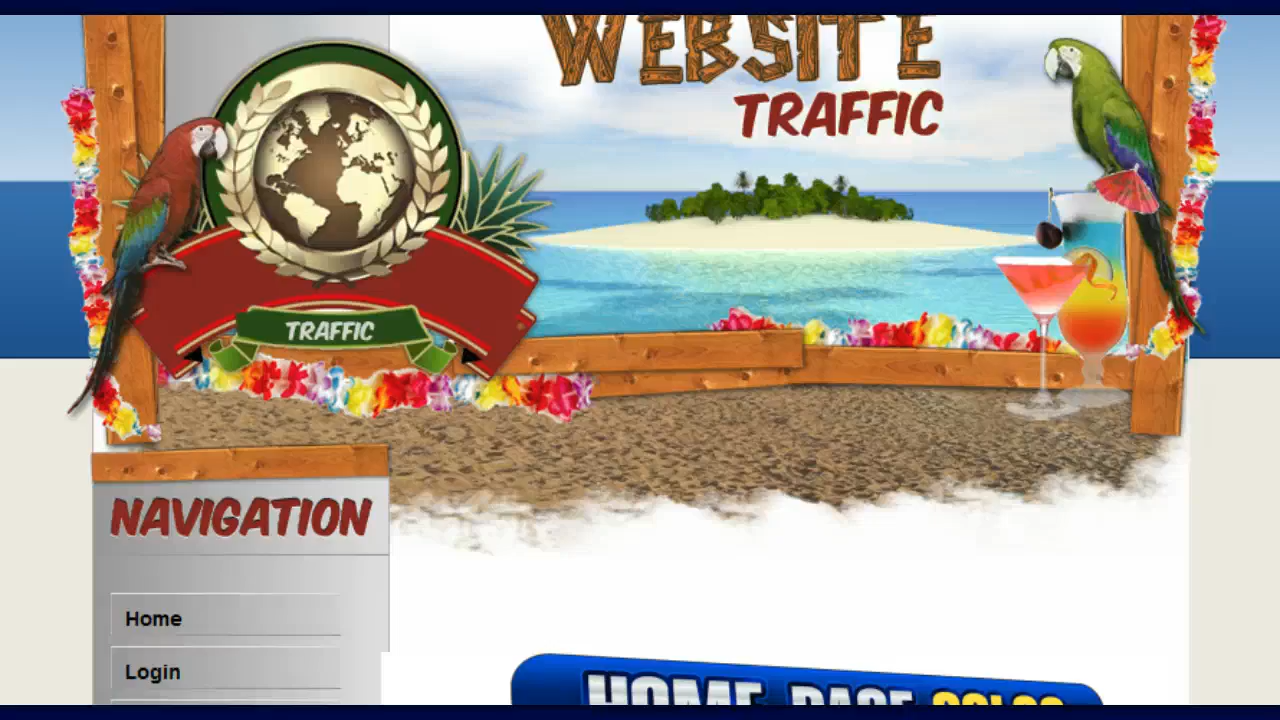 WEBSITE
TRAFFIC
TRAFFIC
NAVIGATION
Home
Login
HOME PAGE